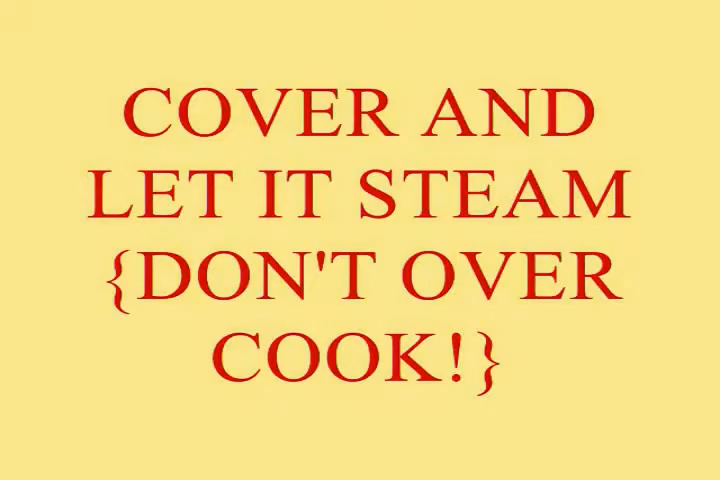 COVER AND
LET IT STEAM
{DON'T OVER
COOK!}